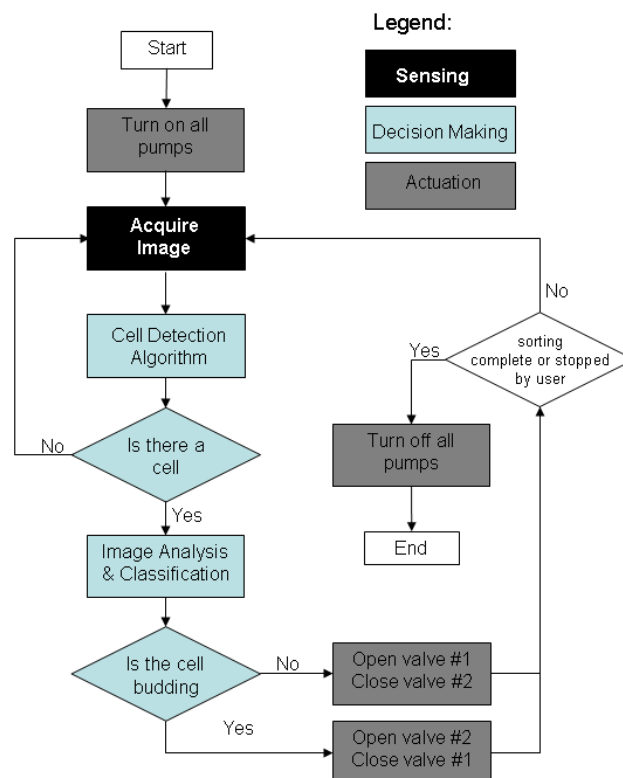 Legend:
Sensing
Decision Making
Actuation
Start
Turn on all
pumps
Acquire
Image
Cell Detection
Algorithm
Is there a
cell
No
Yes
Image Analysis
& Classification
Is the cell
budding
No
Open valve #1
Close valve #2
Yes
Open valve #2
Close valve #1
sorting
complete or stopped
by user
No
Yes
Turn off all
pumps
End